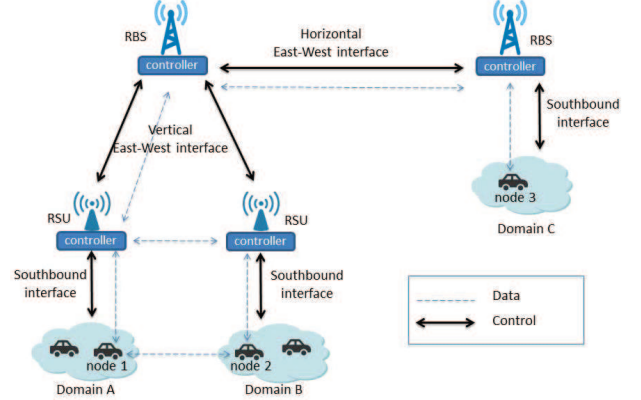 RBS
controller
Horizontal
East-West interface
RBS
controller
Southbound
interface
Vertical
East-West interface
node 3
Domain C
RSU
controller
RSU
controller
Southbound
interface
Southbound
interface
node 1
node 2
Domain A
Domain B
Data
Control